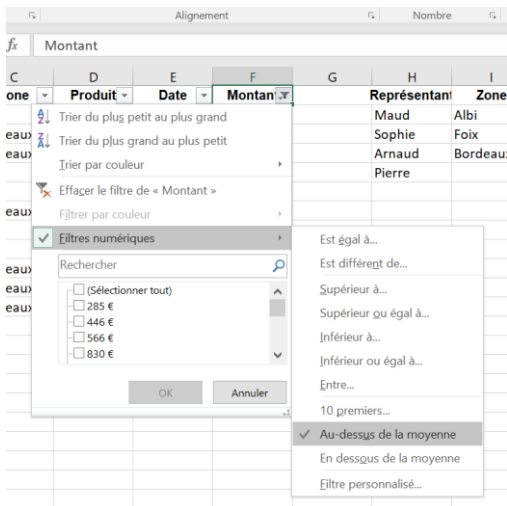 Alignement Nombre
fx Montant
C D E F G H I
one Produit Date Montant Représentant Zone
Maud Albi
Sophie Foix
Arnaud Bordeau
Pierre
eaux
eaux
eaux
eaux
eaux
eaux
Trier du plus petit au plus grand
Trier du plus grand au plus petit
Trier par couleur
Effacer le filtre de « Montant »
Filtrer par couleur
Filtres numériques
Rechercher
(Sélectionner tout)
285 €
446 €
566 €
830 €
OK Annuler
Est égal à...
Est différent de...
Supérieur à...
Supérieur ou égal à...
Inférieur à...
Inférieur ou égal à...
Entre...
10 premiers...
Au-dessus de la moyenne
En dessous de la moyenne
Filtre personnalisé...